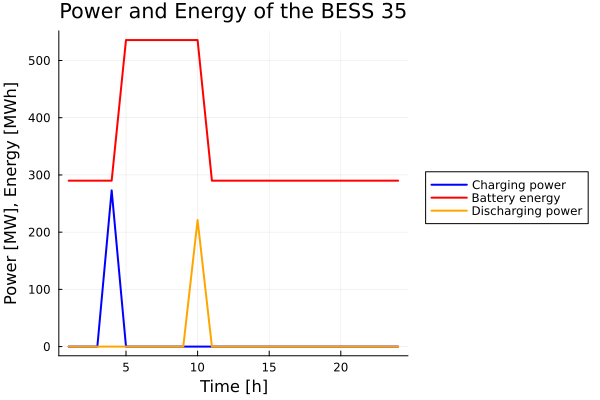 Power and Energy of the BESS 35
Power [MW], Energy [MWh]
500
400
300
200
100
0
5
10
15
20
Time [h]
Charging power
Battery energy
Discharging power